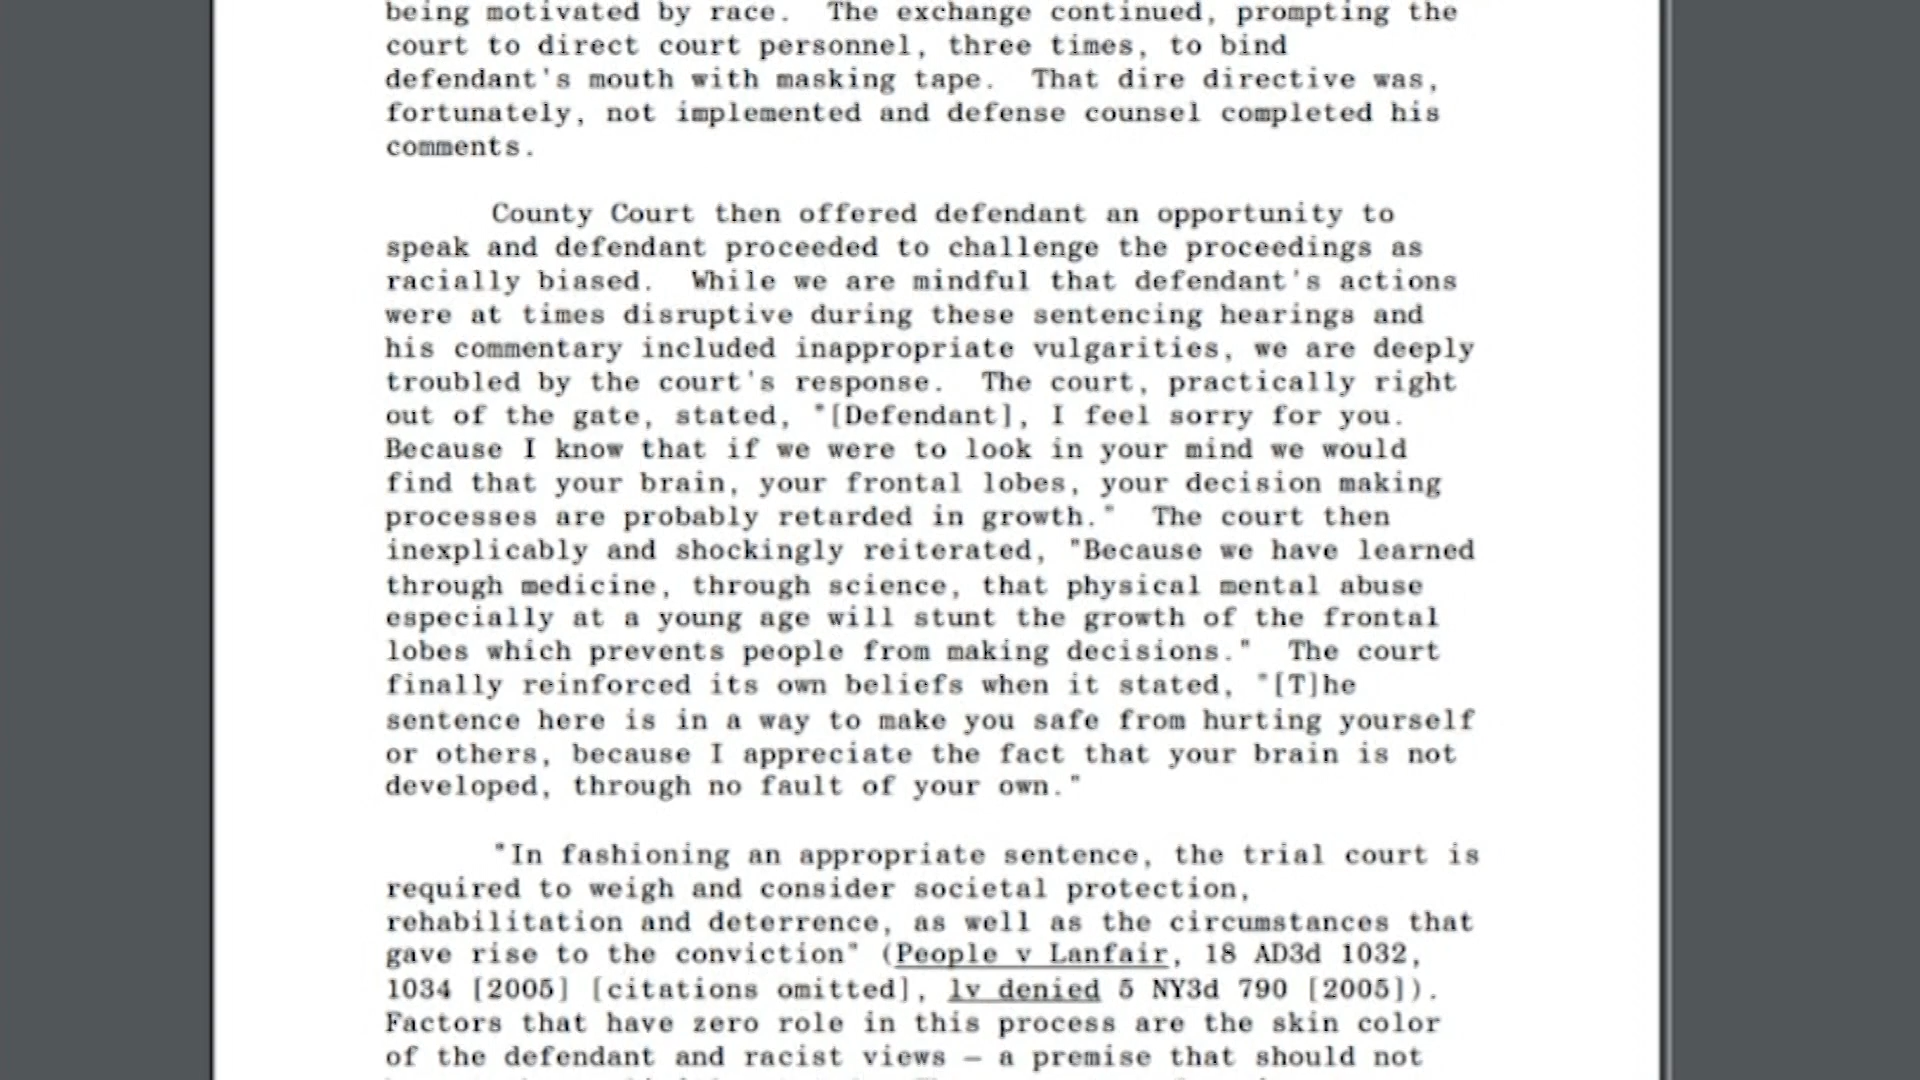 being motivated by race. The exchange continued, prompting the
court to direct court personnel, three times, to bind
defendant's mouth with masking tape. That dire directive was,
fortunately, not implemented and defense counsel completed his
comments.
County Court then offered defendant an opportunity to
speak and defendant proceeded to challenge the proceedings as
racially biased. While we are mindful that defendant's actions
were at times disruptive during these sentencing hearings and
his commentary included inappropriate vulgarities, we are deeply
troubled by the court's response. The court, practically right
out of the gate, stated, "[Defendant], I feel sorry for you.
Because I know that if we were to look in your mind we would
find that your brain, your frontal lobes, your decision making
processes are probably retarded in growth." The court then
inexplicably and shockingly reiterated, "Because we have learned
through medicine, through science, that physical mental abuse
especially at a young age will stunt the growth of the frontal
lobes which prevents people from making decisions." The court
finally reinforced its own beliefs when it stated, "[T]he
sentence here is in a way to make you safe from hurting yourself
or others, because I appreciate the fact that your brain is not
developed, through no fault of your own."
"In fashioning an appropriate sentence, the trial court is
required to weigh and consider societal protection,
rehabilitation and deterrence, as well as the circumstances that
gave rise to the conviction" (People v Lanfair, 18 AD3d 1032,
1034 [2005] [citations omitted], lv denied 5 NY3d 790 [2005]).
Factors that have zero role in this process are the skin color
of the defendant and racist views – a premise that should not